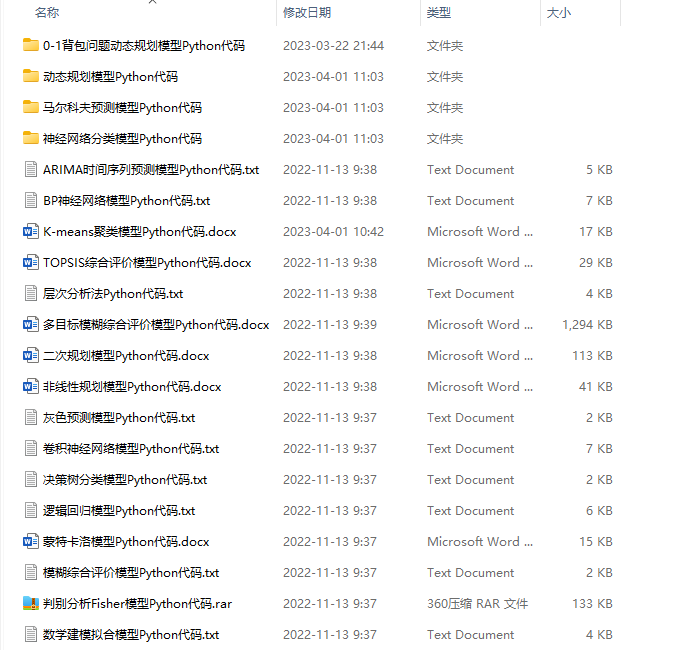 名称 修改日期 类型 大小
0-1背包问题动态规划模型Python代码 2023-03-22 21:44 文件夹
动态规划模型Python代码 2023-04-01 11:03 文件夹
马尔科夫预测模型Python代码 2023-04-01 11:03 文件夹
神经网络分类模型Python代码 2023-04-01 11:03 文件夹
ARIMA时间序列预测模型Python代码.txt 2022-11-13 9:38 Text Document 5 KB
BP神经网络模型Python代码.txt 2022-11-13 9:38 Text Document 7 KB
K-means聚类模型Python代码.docx 2023-04-01 10:42 Microsoft Word ... 17 KB
TOPSIS综合评价模型Python代码.docx 2022-11-13 9:38 Microsoft Word ... 29 KB
层次分析法Python代码.txt 2022-11-13 9:38 Text Document 4 KB
多目标模糊综合评价模型Python代码.docx 2022-11-13 9:39 Microsoft Word ... 1,294 KB
二次规划模型Python代码.docx 2022-11-13 9:38 Microsoft Word ... 113 KB
非线性规划模型Python代码.docx 2022-11-13 9:38 Microsoft Word ... 41 KB
灰色预测模型Python代码.txt 2022-11-13 9:37 Text Document 2 KB
卷积神经网络模型Python代码.txt 2022-11-13 9:37 Text Document 7 KB
决策树分类模型Python代码.txt 2022-11-13 9:37 Text Document 2 KB
逻辑回归模型Python代码.txt 2022-11-13 9:37 Text Document 6 KB
蒙特卡洛模型Python代码.docx 2022-11-13 9:37 Microsoft Word ... 15 KB
模糊综合评价模型Python代码.txt 2022-11-13 9:37 Text Document 2 KB
判别分析Fisher模型Python代码.rar 2022-11-13 9:37 360压缩 RAR 文件 133 KB
数学建模拟合模型Python代码.txt 2022-11-13 9:37 Text Document 4 KB